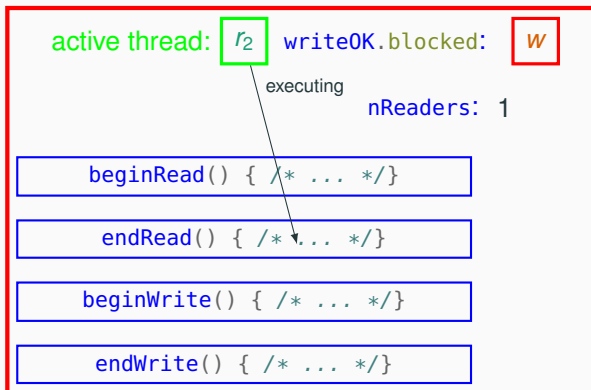 active thread: r₂ writeOK.blocked: w
executing
nReaders: 1
beginRead() { /* ... */}
endRead() { /* ... */}
beginWrite() { /* ... */}
endWrite() { /* ... */}